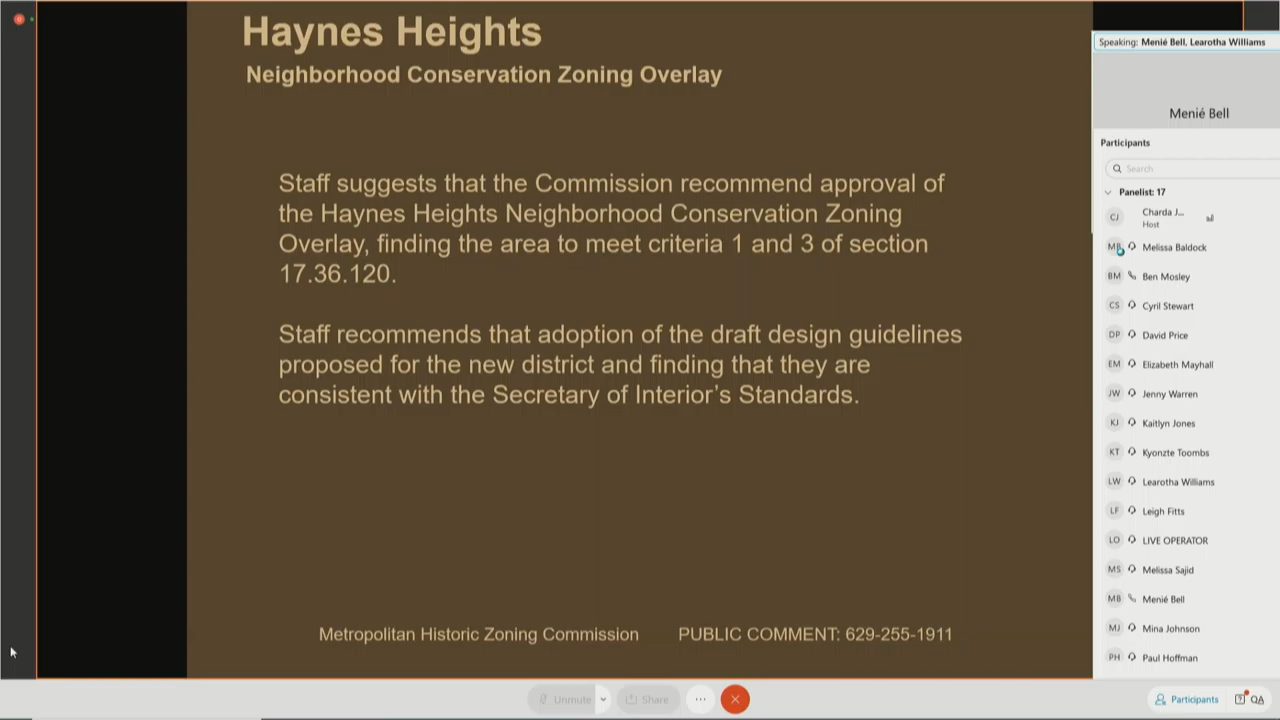 Haynes Heights
Neighborhood Conservation Zoning Overlay
Staff suggests that the Commission recommend approval of
the Haynes Heights Neighborhood Conservation Zoning
Overlay, finding the area to meet criteria 1 and 3 of section
17.36.120.
Staff recommends that adoption of the draft design guidelines
proposed for the new district and finding that they are
consistent with the Secretary of Interior's Standards.
Metropolitan Historic Zoning Commission PUBLIC COMMENT: 629-255-1911
Speaking: Menié Bell, Learotha Williams
Menié Bell
Participants
Search
Panelist: 17
CJ Charda J...
Host
MB Melissa Baldock
BM Ben Mosley
CS Cyril Stewart
DP David Price
EM Elizabeth Mayhall
JW Jenny Warren
KJ Kaitlyn Jones
KT Kyonzte Toombs
LW Learotha Williams
LF Leigh Fitts
LO LIVE OPERATOR
MS Melissa Sajid
MB Menié Bell
MJ Mina Johnson
PH Paul Hoffman
Unmute Share ... Participants QA